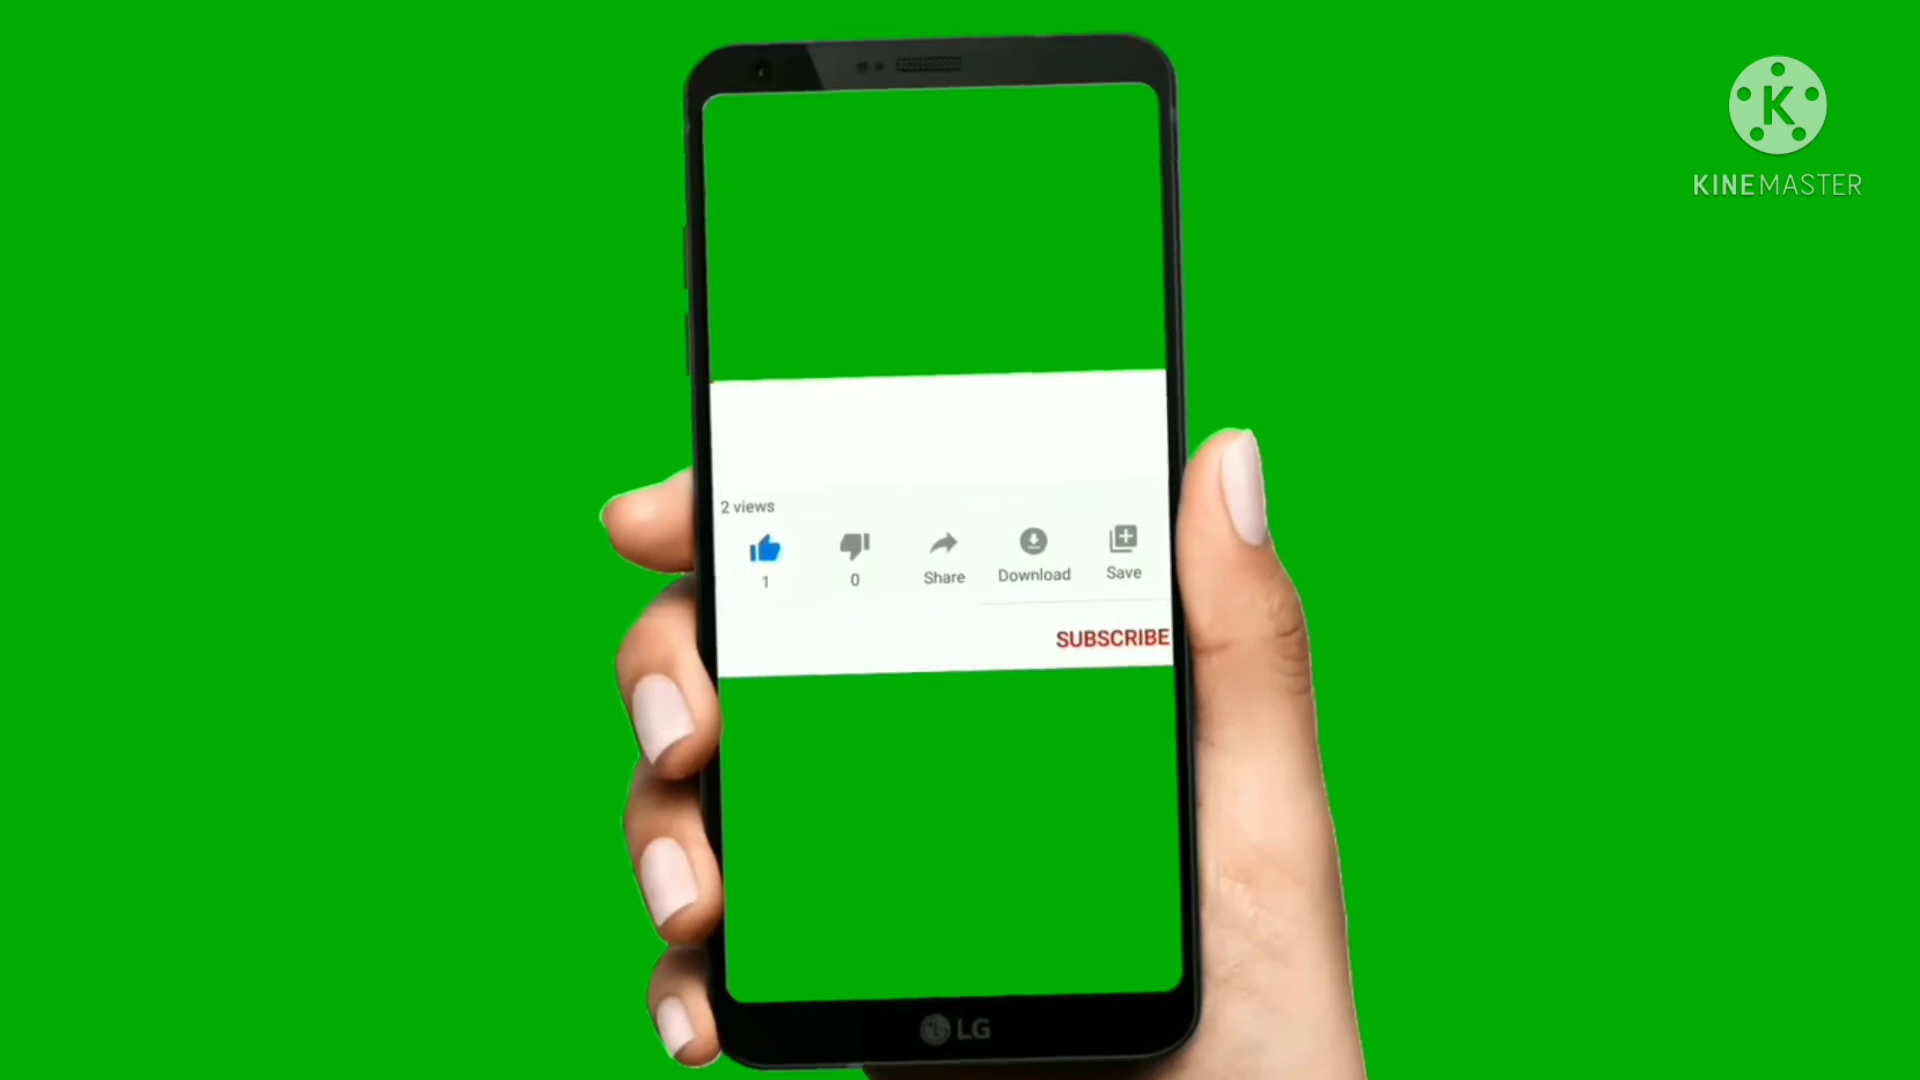 K
KINEMASTER
2 views
1 0 Share Download Save
SUBSCRIBE
LG